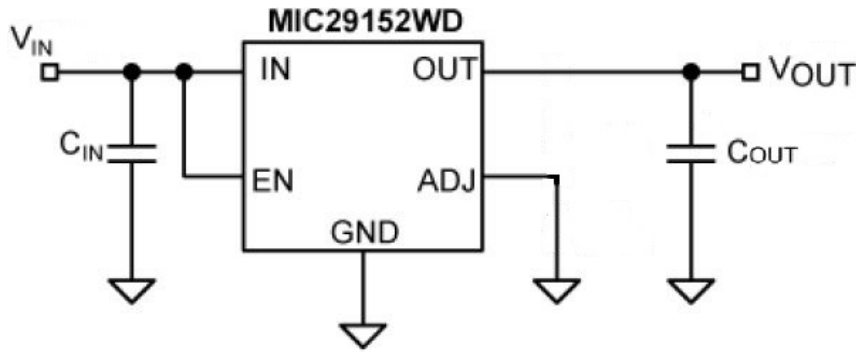 MIC29152WD
VIN
IN
OUT
VOUT
CIN
COUT
EN
ADJ
GND